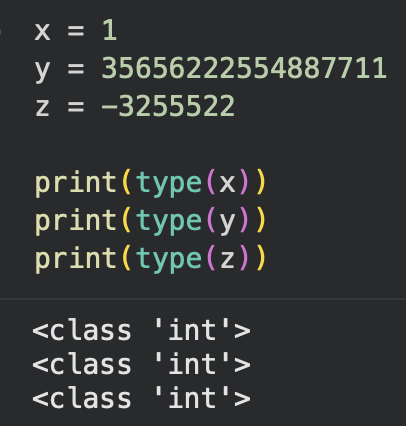 x = 1
y = 35656222554887711
z = -3255522
print(type(x))
print(type(y))
print(type(z))
<class 'int'>
<class 'int'>
<class 'int'>